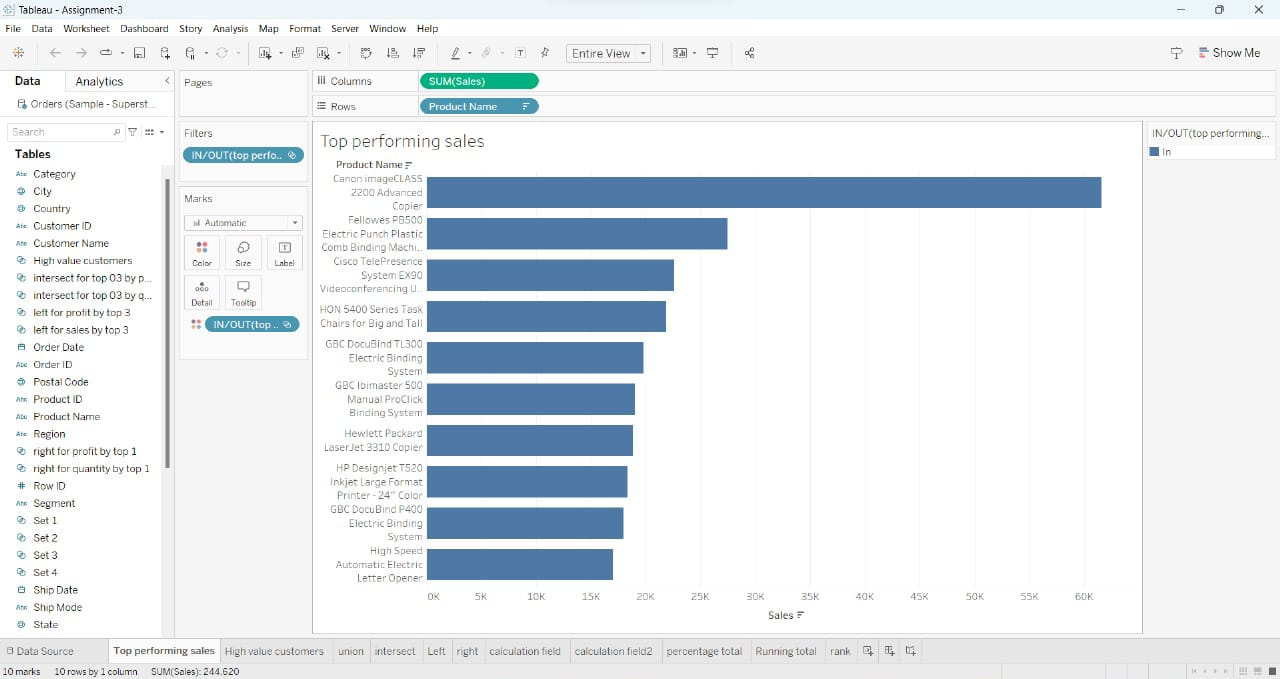 Tableau - Assignment-3
File Data Worksheet Dashboard Story Analysis Map Format Server Window Help
Entire View
Show Me
Data Analytics
Orders (Sample - Superst...
Search
Tables
Abc Category
City
Country
Abc Customer ID
Abc Customer Name
High value customers
intersect for top 03 by p...
intersect for top 03 by q...
left for profit by top 3
left for sales by top 3
Order Date
Abc Order ID
Postal Code
Abc Product ID
Abc Product Name
Abc Region
right for profit by top 1
right for quantity by top 1
# Row ID
Abc Segment
Set 1
Set 2
Set 3
Set 4
Ship Date
Abc Ship Mode
State
Pages
Filters
IN/OUT(top perfo..
Marks
Automatic
Color Size Label
Detail Tooltip
IN/OUT(top ..
Columns SUM(Sales)
Rows Product Name
Top performing sales
Product Name
Canon imageCLASS
2200 Advanced
Copier
Fellowes PB500
Electric Punch Plastic
Comb Binding Machi..
Cisco TelePresence
System EX90
Videoconferencing U..
HON 5400 Series Task
Chairs for Big and Tall
GBC DocuBind TL300
Electric Binding
System
GBC Ibimaster 500
Manual ProClick
Binding System
Hewlett Packard
LaserJet 3310 Copier
HP Designjet T520
Inkjet Large Format
Printer - 24" Color
GBC DocuBind P400
Electric Binding
System
High Speed
Automatic Electric
Letter Opener
0K 5K 10K 15K 20K 25K 30K 35K 40K 45K 50K 55K 60K
Sales
IN/OUT(top performing...
In
Data Source Top performing sales High value customers union intersect Left right calculation field calculation field2 percentage total Running total rank
10 marks 10 rows by 1 column SUM(Sales): 244,620